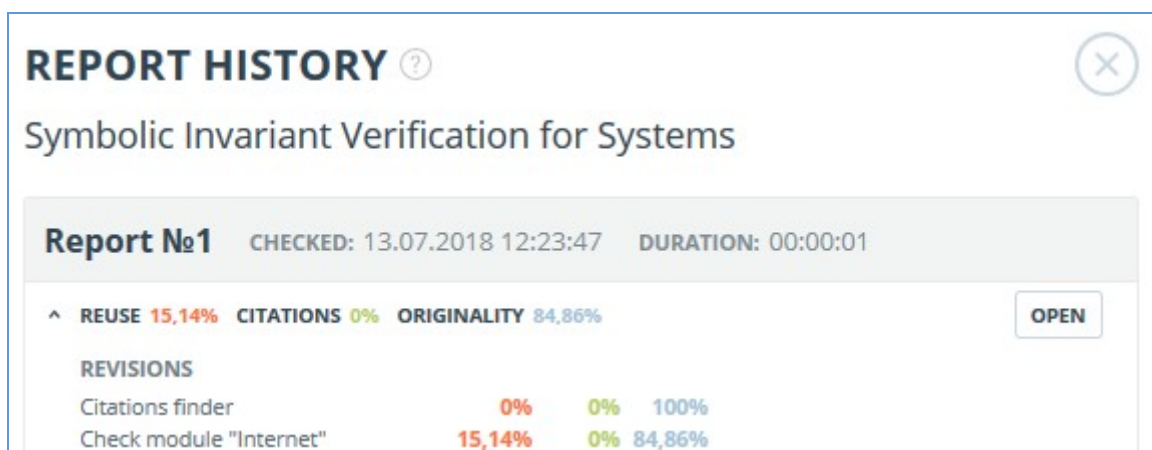 REPORT HISTORY ?
Symbolic Invariant Verification for Systems
Report №1 CHECKED: 13.07.2018 12:23:47 DURATION: 00:00:01
REUSE 15,14% CITATIONS 0% ORIGINALITY 84,86% OPEN
REVISIONS
Citations finder 0% 0% 100%
Check module "Internet" 15,14% 0% 84,86%